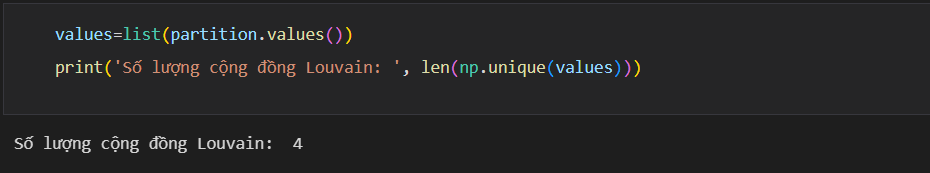 values=list(partition.values())
print('Số lượng cộng đồng Louvain: ', len(np.unique(values)))
Số lượng cộng đồng Louvain:  4